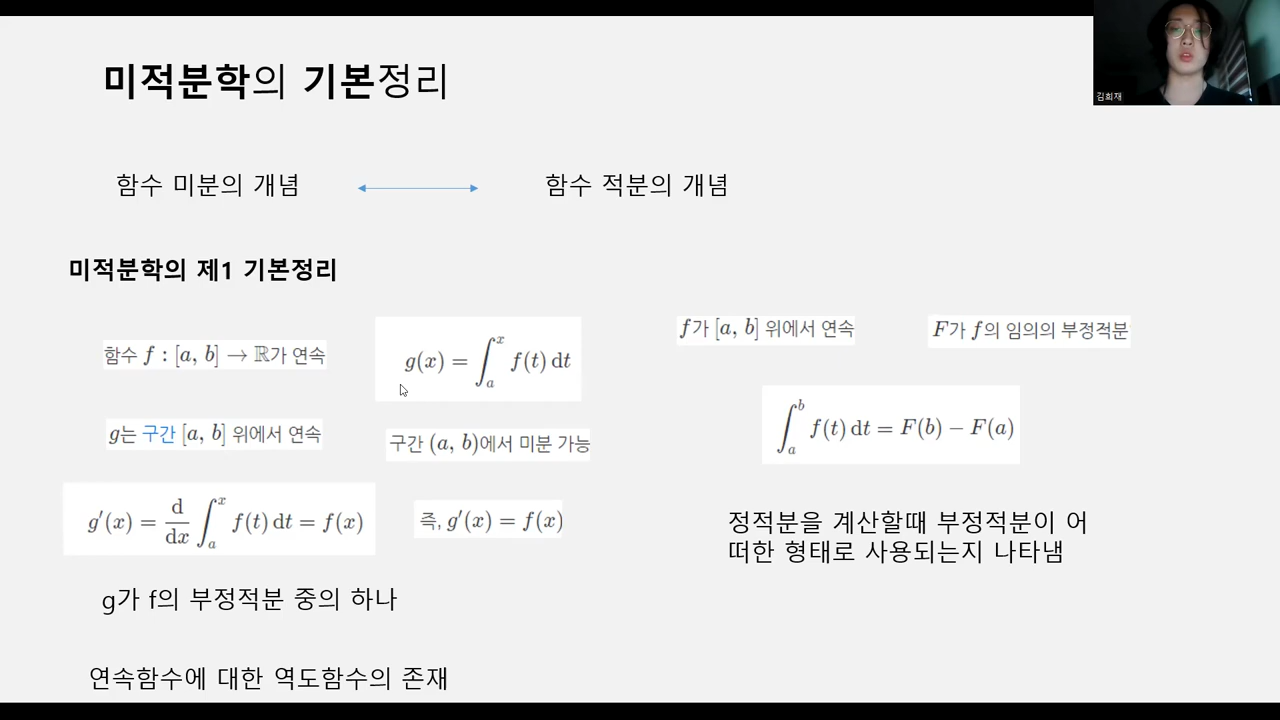 미적분학의 기본정리
김희재
함수 미분의 개념
함수 적분의 개념
미적분학의 제1 기본정리
함수 f : [a, b] → ℝ가 연속
g(x) = ∫_a^x f(t) dt
g는 구간 [a, b] 위에서 연속
구간 (a, b)에서 미분 가능
g′(x) = d/dx ∫_a^x f(t) dt = f(x)
즉, g′(x) = f(x)
g가 f의 부정적분 중의 하나
연속함수에 대한 역도함수의 존재
f가 [a, b] 위에서 연속
F가 f의 임의의 부정적분
∫_a^b f(t) dt = F(b) − F(a)
정적분을 계산할때 부정적분이 어
떠한 형태로 사용되는지 나타냄